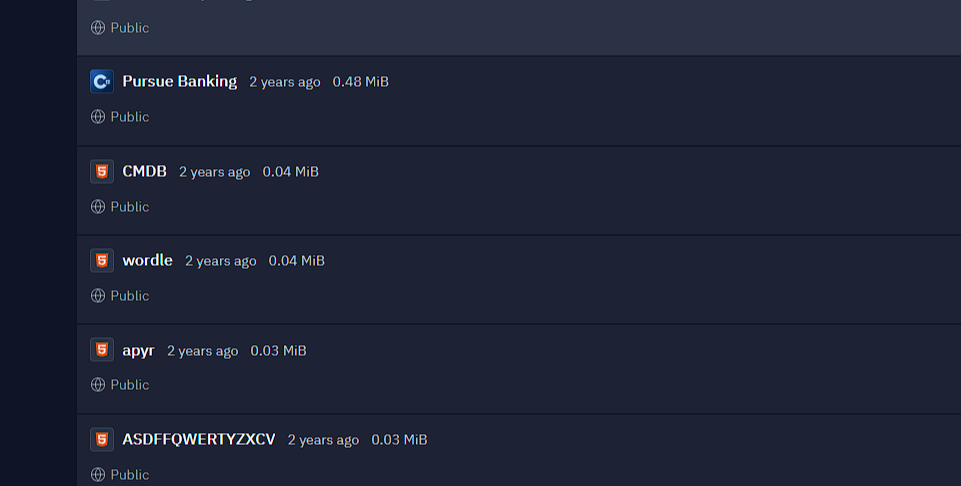 Public
Pursue Banking 2 years ago 0.48 MiB
Public
CMDB 2 years ago 0.04 MiB
Public
wordle 2 years ago 0.04 MiB
Public
apyr 2 years ago 0.03 MiB
Public
ASDFFQWERTYZXCV 2 years ago 0.03 MiB
Public